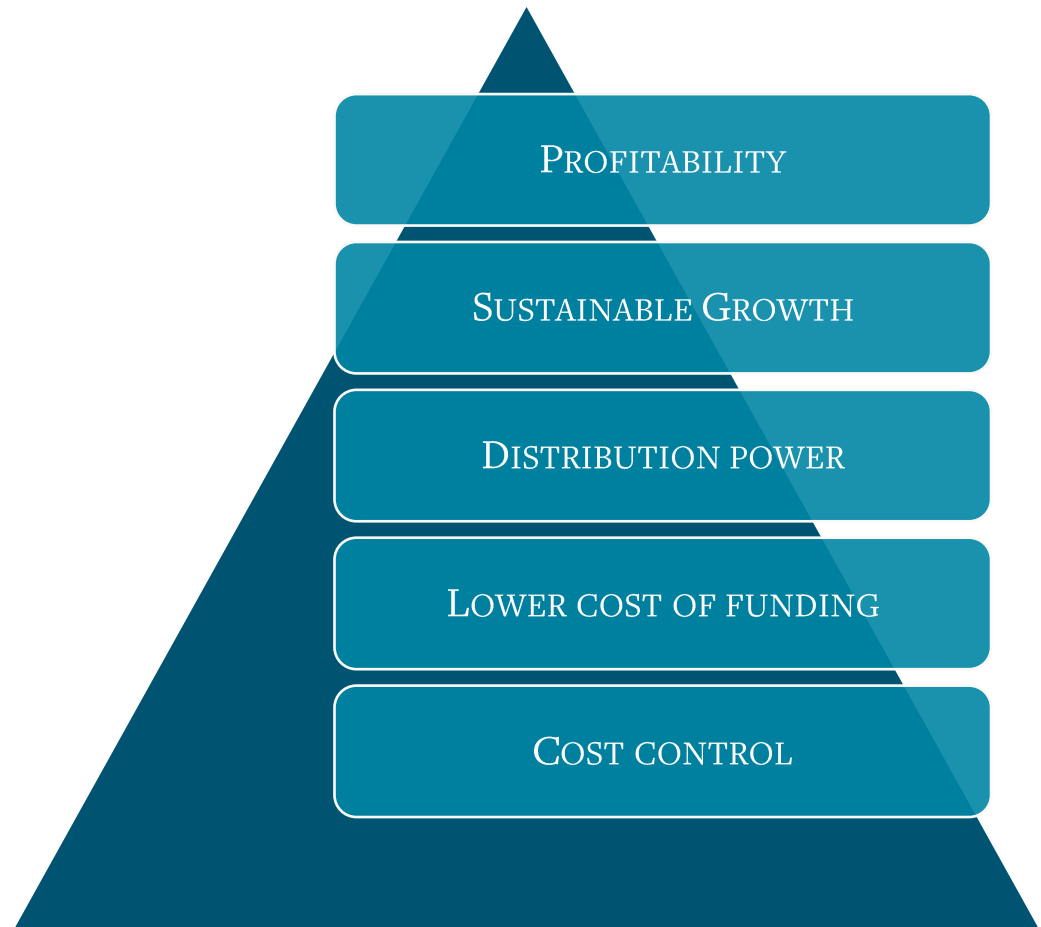 Profitability
Sustainable Growth
Distribution power
Lower cost of funding
Cost control